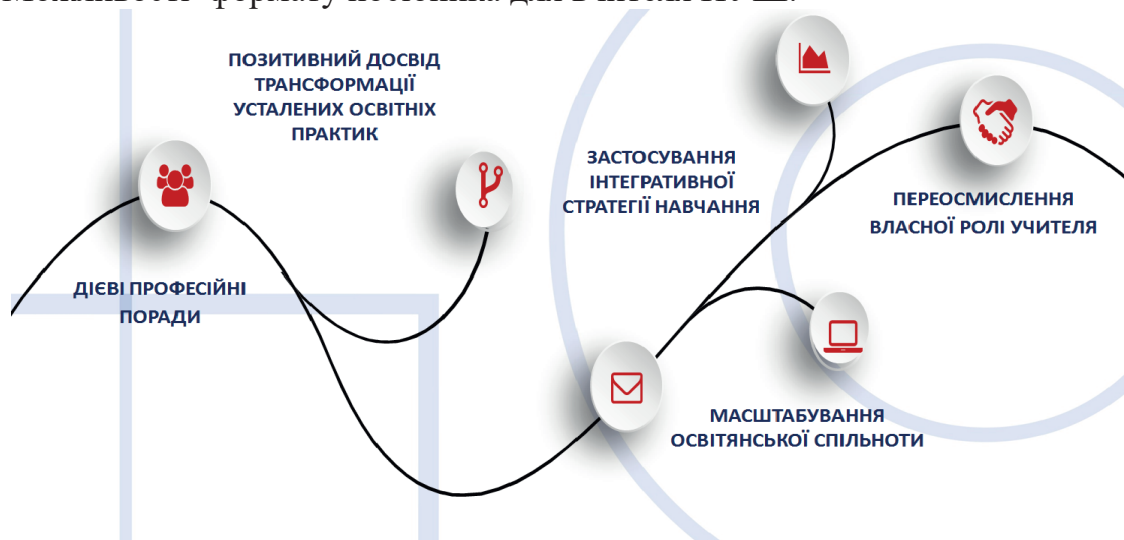 ПОЗИТИВНИЙ ДОСВІД
ТРАНСФОРМАЦІЇ
УСТАЛЕНИХ ОСВІТНІХ
ПРАКТИК
ЗАСТОСУВАННЯ
ІНТЕГРАТИВНОЇ
СТРАТЕГІЇ НАВЧАННЯ
ПЕРЕОСМИСЛЕННЯ
ВЛАСНОЇ РОЛІ УЧИТЕЛЯ
ДІЄВІ ПРОФЕСІЙНІ
ПОРАДИ
МАСШТАБУВАННЯ
ОСВІТЯНСЬКОЇ СПІЛЬНОТИ